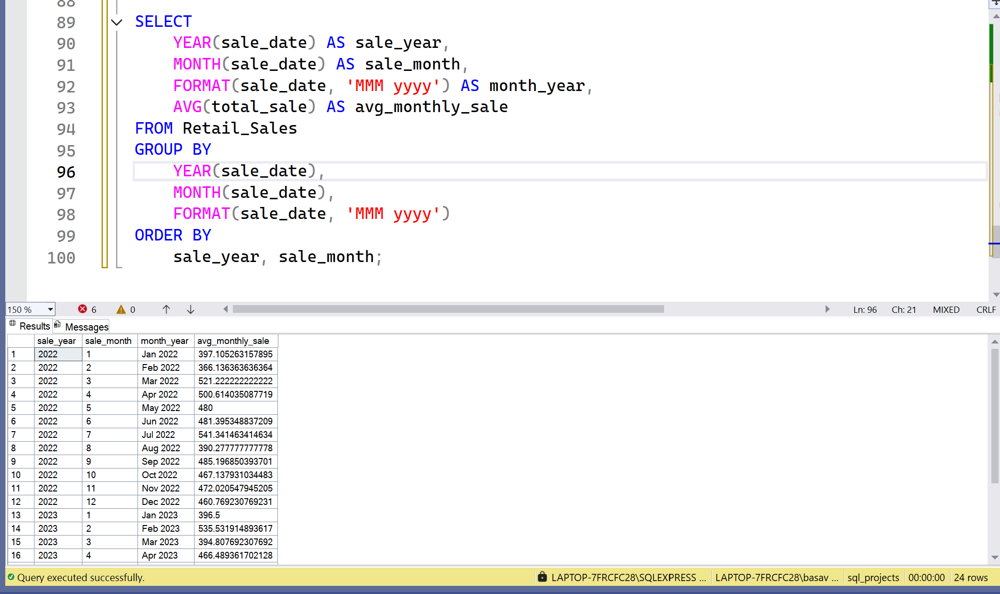 88
89 SELECT
90 YEAR(sale_date) AS sale_year,
91 MONTH(sale_date) AS sale_month,
92 FORMAT(sale_date, 'MMM yyyy') AS month_year,
93 AVG(total_sale) AS avg_monthly_sale
94 FROM Retail_Sales
95 GROUP BY
96 YEAR(sale_date),
97 MONTH(sale_date),
98 FORMAT(sale_date, 'MMM yyyy')
99 ORDER BY
100 sale_year, sale_month;
150 % 6 0 Ln: 96 Ch: 21 MIXED CRLF
Results Messages
sale_year sale_month month_year avg_monthly_sale
1 2022 1 Jan 2022 397.105263157895
2 2022 2 Feb 2022 366.136363636364
3 2022 3 Mar 2022 521.222222222222
4 2022 4 Apr 2022 500.614035087719
5 2022 5 May 2022 480
6 2022 6 Jun 2022 481.395348837209
7 2022 7 Jul 2022 541.341463414634
8 2022 8 Aug 2022 390.277777777778
9 2022 9 Sep 2022 485.196850393701
10 2022 10 Oct 2022 467.137931034483
11 2022 11 Nov 2022 472.020547945205
12 2022 12 Dec 2022 460.769230769231
13 2023 1 Jan 2023 396.5
14 2023 2 Feb 2023 535.531914893617
15 2023 3 Mar 2023 394.807692307692
16 2023 4 Apr 2023 466.489361702128
Query executed successfully. LAPTOP-7FRCFC28\SQLEXPRESS ... LAPTOP-7FRCFC28\basav ... sql_projects 00:00:00 24 rows